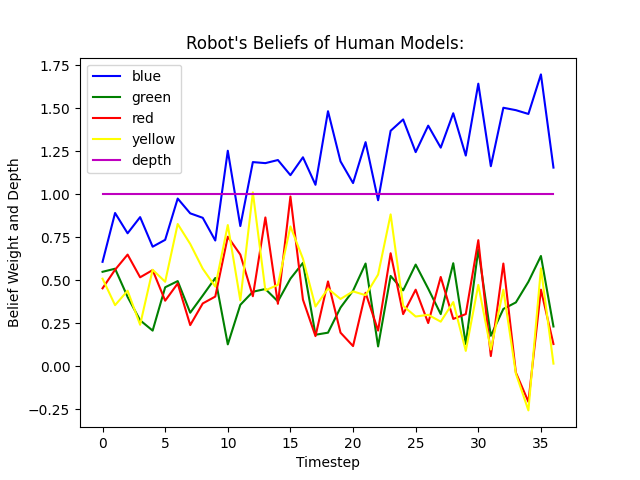 Robot's Beliefs of Human Models:
1.75
1.50
1.25
1.00
0.75
0.50
0.25
0.00
−0.25
Belief Weight and Depth
blue
green
red
yellow
depth
0 5 10 15 20 25 30 35
Timestep